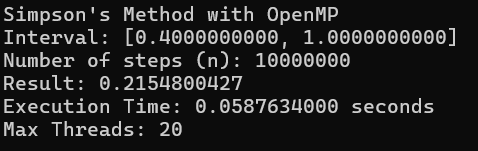 Simpson's Method with OpenMP
Interval: [0.4000000000, 1.0000000000]
Number of steps (n): 10000000
Result: 0.2154800427
Execution Time: 0.0587634000 seconds
Max Threads: 20